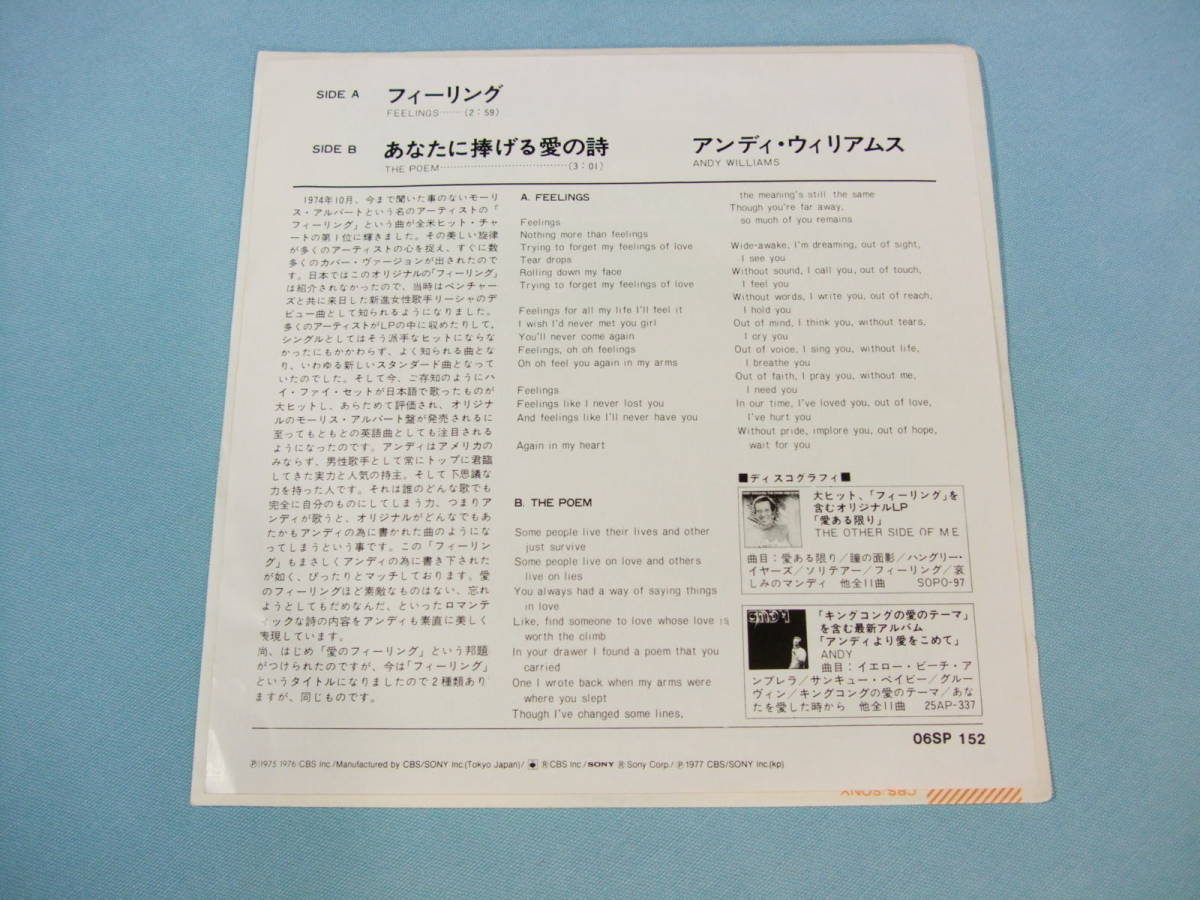 SIDE A フィーリング
FEELINGS……(2:59)
SIDE B あなたに捧げる愛の詩 アンディ・ウィリアムス
THE POEM………………………………(3:01) ANDY WILLIAMS
1974年10月、今まで聞いた事のないモーリ
ス・アルバートという名のアーティストの「
フィーリング」という曲が全米ヒット・チャ
ートの第1位に輝きました。その美しい旋律
が多くのアーティストの心を捉え、すぐに数
多くのカバー・ヴァージョンが出されたので
す。日本ではこのオリジナルの「フィーリング」
は紹介されなかったので、当時はベンチャー
ズと共に来日した新進女性歌手リーシャのデ
ビュー曲として知られるようになりました。
多くのアーティストがLPの中に収めたりして、
シングルとしてはそう派手なヒットにならな
かったにもかかわらず、よく知られる曲とな
り、いわゆる新しいスタンダード曲となって
いたのでした。そして今、ご存知のようにハ
イ・ファイ・セットが日本語で歌ったものが
大ヒットし、あらためて評価され、オリジナ
ルのモーリス・アルバート盤が発売されるに
至ってもともとの英語曲としても注目される
ようになったのです。アンディはアメリカの
みならず、男性歌手として常にトップに君臨
してきた実力と人気の持主。そして不思議な
力を持った人です。それは誰のどんな歌でも
完全に自分のものにしてしまう力、つまりア
ンディが歌うと、オリジナルがどんなでもあ
たかもアンディの為に書かれた曲のようにな
ってしまうという事です。この「フィーリン
グ」もまさしくアンディの為に書き下された
が如く、ぴったりとマッチしております。愛
のフィーリングほど素敵なものはない、忘れ
ようとしてもだめなんだ、といったロマンテ
ィックな詩の内容をアンディも素直に美しく
表現しています。
尚、はじめ「愛のフィーリング」という邦題
がつけられたのですが、今は「フィーリング」
というタイトルになりましたので2種類あり
ますが、同じものです。
A. FEELINGS
Feelings
Nothing more than feelings
Trying to forget my feelings of love
Tear drops
Rolling down my face
Trying to forget my feelings of love
Feelings for all my life I'll feel it
I wish I'd never met you girl
You'll never come again
Feelings, oh oh feelings
Oh oh feel you again in my arms
Feelings
Feelings like I never lost you
And feelings like I'll never have you
Again in my heart
B. THE POEM
Some people live their lives and other
just survive
Some people live on love and others
live on lies
You always had a way of saying things
in love
Like, find someone to love whose love is
worth the climb
In your drawer I found a poem that you
carried
One I wrote back when my arms were
where you slept
Though I've changed some lines,
the meaning's still the same
Though you're far away,
so much of you remains
Wide-awake, I'm dreaming, out of sight,
I see you
Without sound, I call you, out of touch,
I feel you
Without words, I write you, out of reach,
I hold you
Out of mind, I think you, without tears,
I cry you
Out of voice, I sing you, without life,
I breathe you
Out of faith, I pray you, without me,
I need you
In our time, I've loved you, out of love,
I've hurt you
Without pride, implore you, out of hope,
wait for you
■ディスコグラフィ■
大ヒット、「フィーリング」を
含むオリジナルLP
「愛ある限り」
THE OTHER SIDE OF ME
曲目：愛ある限り／瞳の面影／ハングリー・
イヤーズ／ソリテアー／フィーリング／哀
しみのマンディ 他全11曲 SOPO-97
「キングコングの愛のテーマ」
を含む最新アルバム
「アンディより愛をこめて」
ANDY
曲目：イエロー・ビーチ・ア
ンブレラ／サンキュー・ベイビー／グルー
ヴィン／キングコングの愛のテーマ／あな
たを愛した時から 他全11曲 25AP-337
06SP 152
Ⓟ1975 1976 CBS Inc./Manufactured by CBS/SONY Inc.(Tokyo Japan)/ ® CBS Inc./SONY ® Sony Corp./Ⓟ 1977 CBS/SONY Inc.(kp)
CBS/SONY